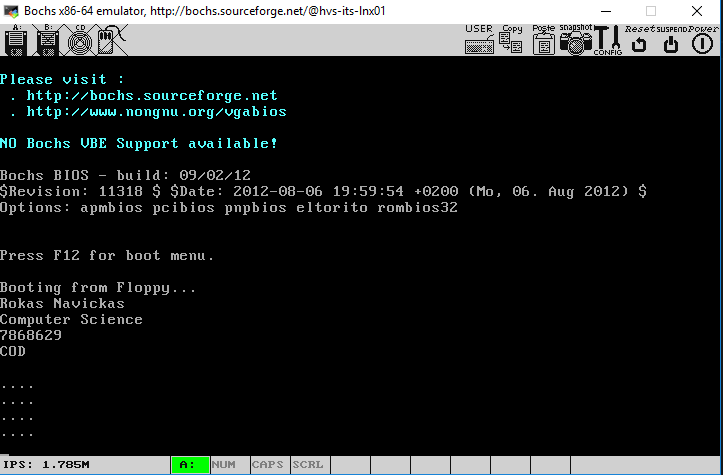 Bochs x86-64 emulator, http://bochs.sourceforge.net/@hvs-its-lnx01
A: B: CD USER Copy Paste snapshot CONFIG Reset SUSPEND Power
Please visit :
. http://bochs.sourceforge.net
. http://www.nongnu.org/vgabios
NO Bochs VBE Support available!
Bochs BIOS - build: 09/02/12
$Revision: 11318 $ $Date: 2012-08-06 19:59:54 +0200 (Mo, 06. Aug 2012) $
Options: apmbios pcibios pnpbios eltorito rombios32
Press F12 for boot menu.
Booting from Floppy...
Rokas Navickas
Computer Science
7868629
COD
....
....
....
....
IPS: 1.785M A: NUM CAPS SCRL